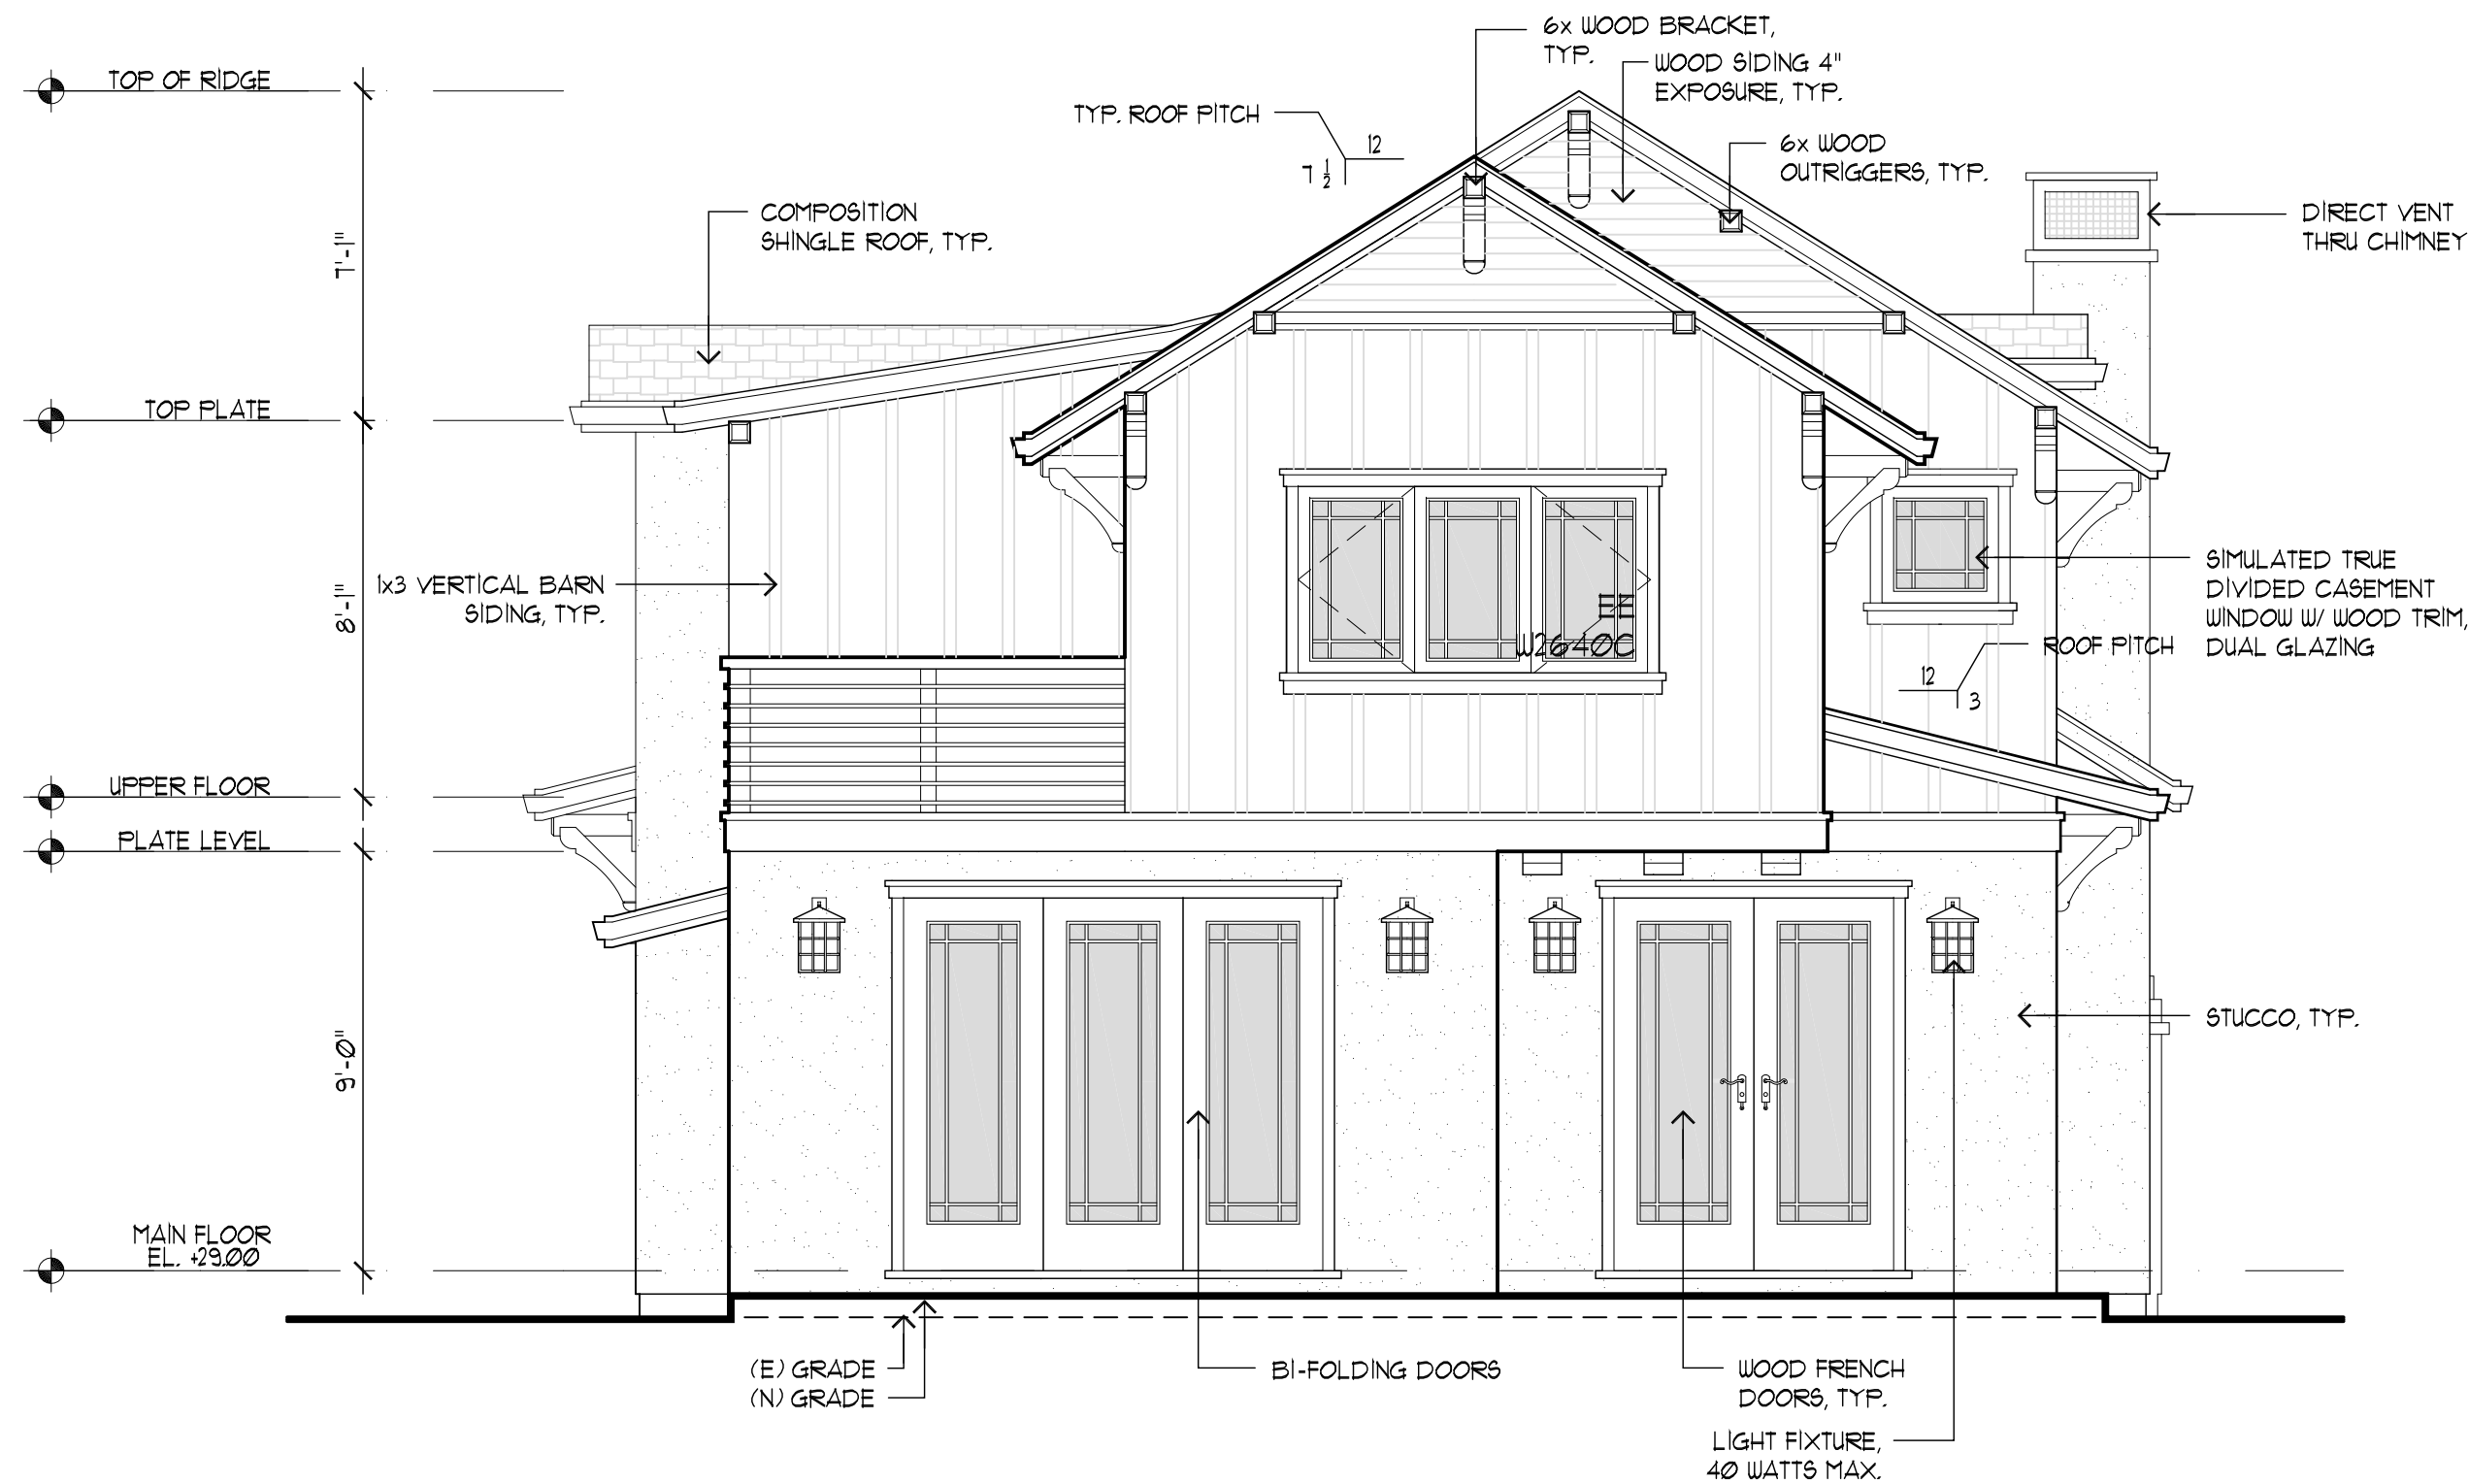 6x WOOD BRACKET,
TYP.
WOOD SIDING 4"
EXPOSURE, TYP.
TOP OF RIDGE
TYP. ROOF PITCH
12
7 1/2
6x WOOD
OUTRIGGERS, TYP.
COMPOSITION
SHINGLE ROOF, TYP.
DIRECT VENT
THRU CHIMNEY
7'-1"
TOP PLATE
1x3 VERTICAL BARN
SIDING, TYP.
8'-1"
W2640C
SIMULATED TRUE
DIVIDED CASEMENT
WINDOW W/ WOOD TRIM,
DUAL GLAZING
ROOF PITCH
12
3
UPPER FLOOR
PLATE LEVEL
9'-0"
STUCCO, TYP.
MAIN FLOOR
EL. +29.00
(E) GRADE
(N) GRADE
BI-FOLDING DOORS
WOOD FRENCH
DOORS, TYP.
LIGHT FIXTURE,
40 WATTS MAX.